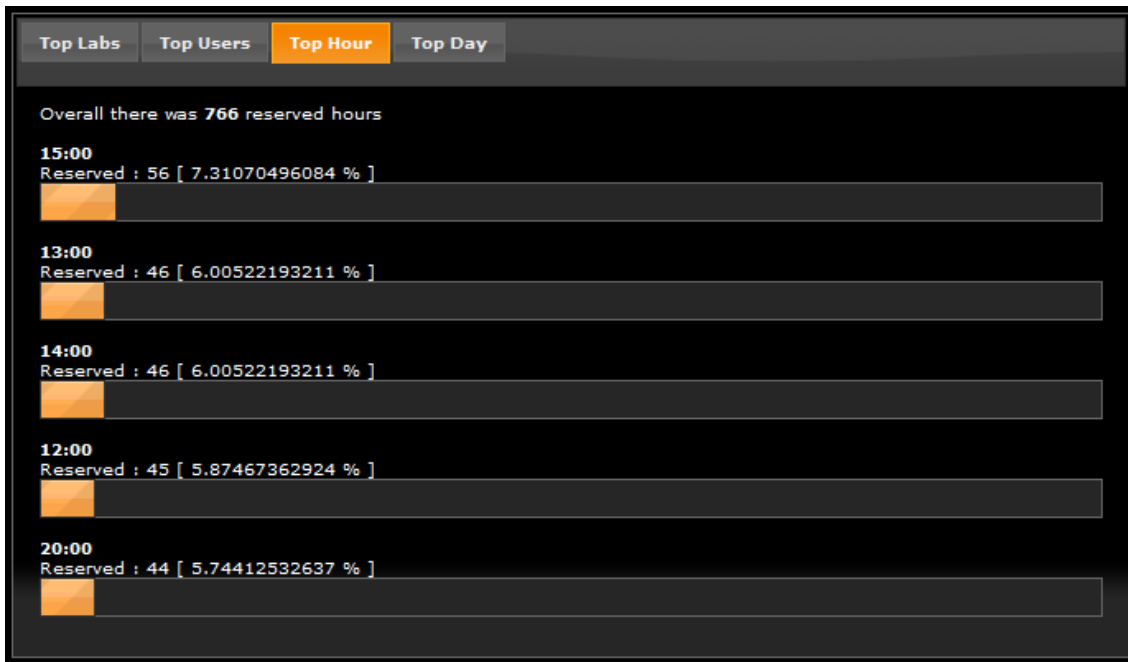 Top Labs Top Users Top Hour Top Day
Overall there was 766 reserved hours
15:00
Reserved : 56 [ 7.31070496084 % ]
13:00
Reserved : 46 [ 6.00522193211 % ]
14:00
Reserved : 46 [ 6.00522193211 % ]
12:00
Reserved : 45 [ 5.87467362924 % ]
20:00
Reserved : 44 [ 5.74412532637 % ]